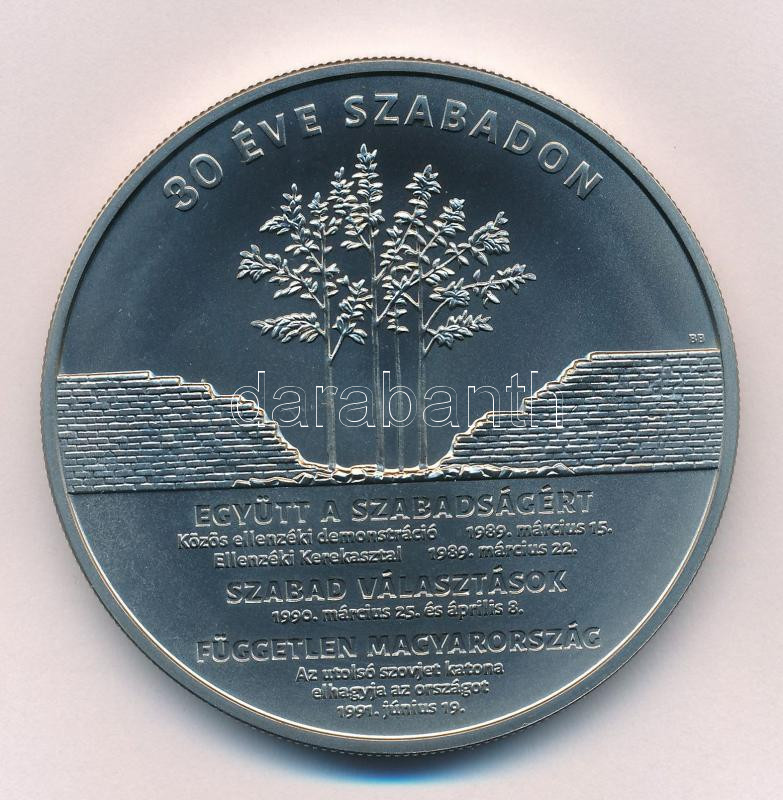 30 ÉVE SZABADON
BB
darabanth
EGYÜTT A SZABADSÁGÉRT
Közös ellenzéki demonstráció 1989. március 15.
Ellenzéki Kerekasztal 1989. március 22.
SZABAD VÁLASZTÁSOK
1990. március 25. és április 8.
FÜGGETLEN MAGYARORSZÁG
Az utolsó szovjet katona
elhagyja az országot
1991. június 19.